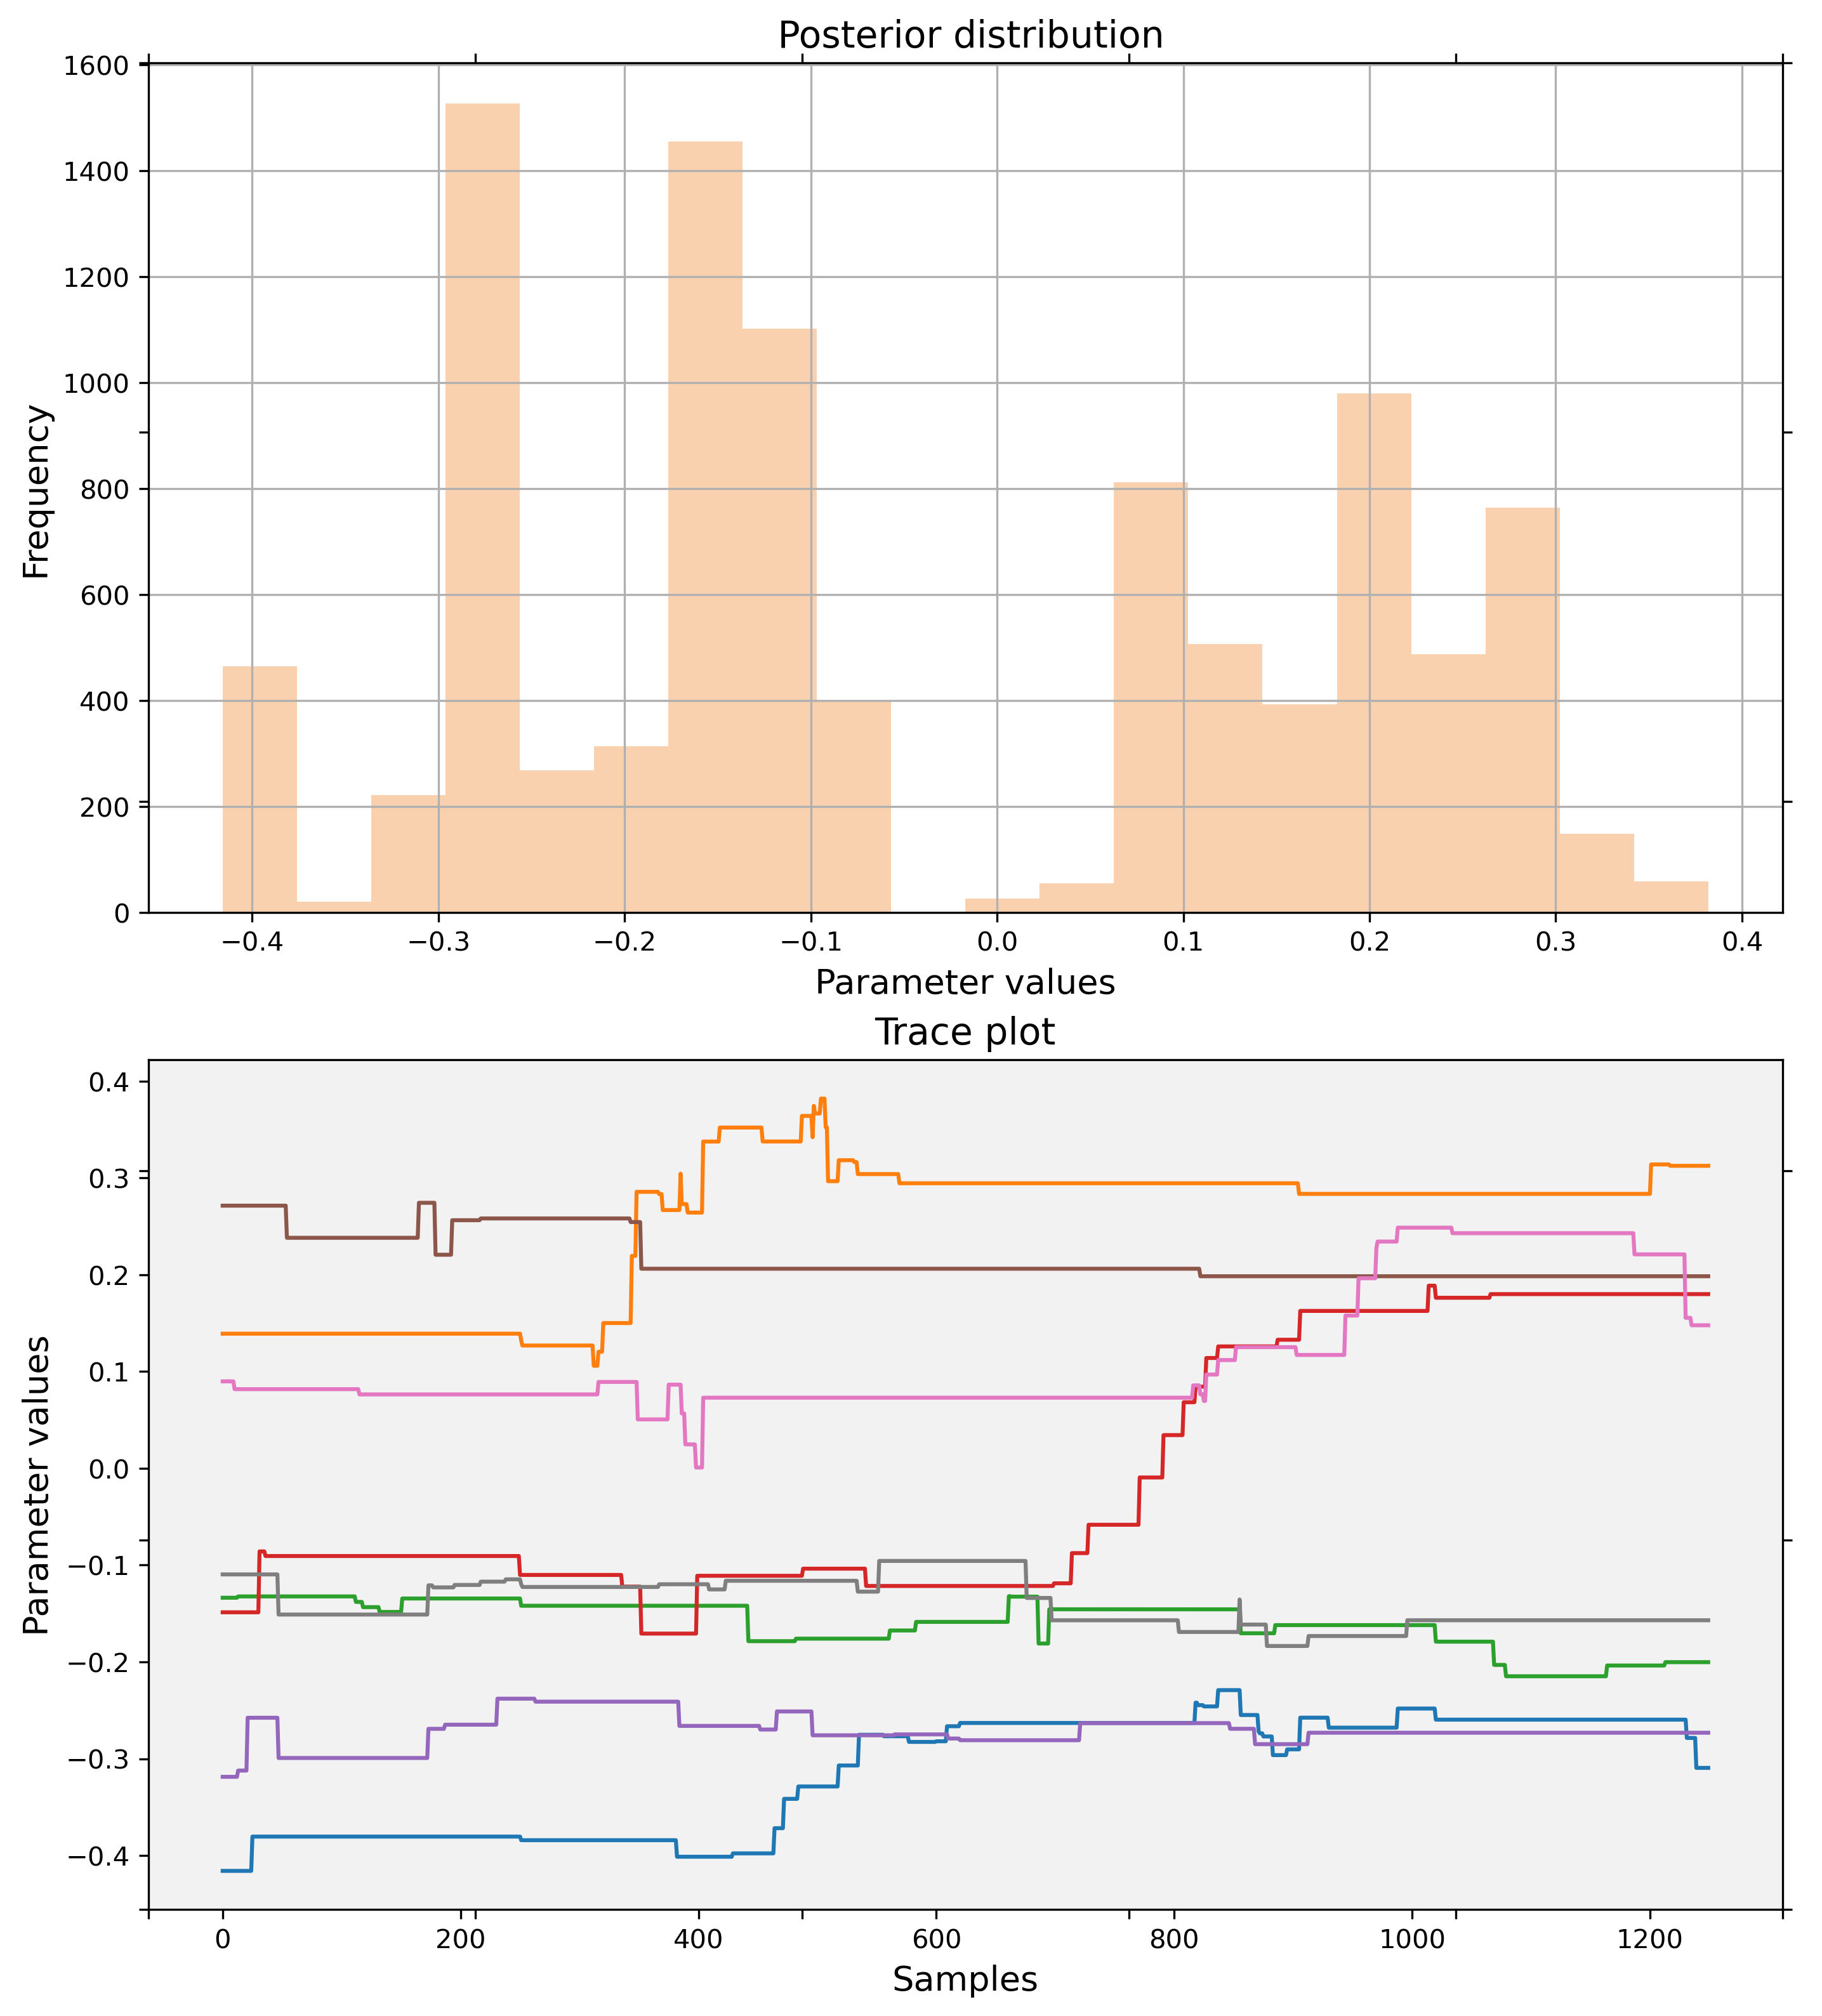 Posterior distribution
1600
1400
1200
1000
800
600
400
200
0
Frequency
−0.4 −0.3 −0.2 −0.1 0.0 0.1 0.2 0.3 0.4
Parameter values
Trace plot
0.4
0.3
0.2
0.1
0.0
−0.1
−0.2
−0.3
−0.4
Parameter values
0 200 400 600 800 1000 1200
Samples